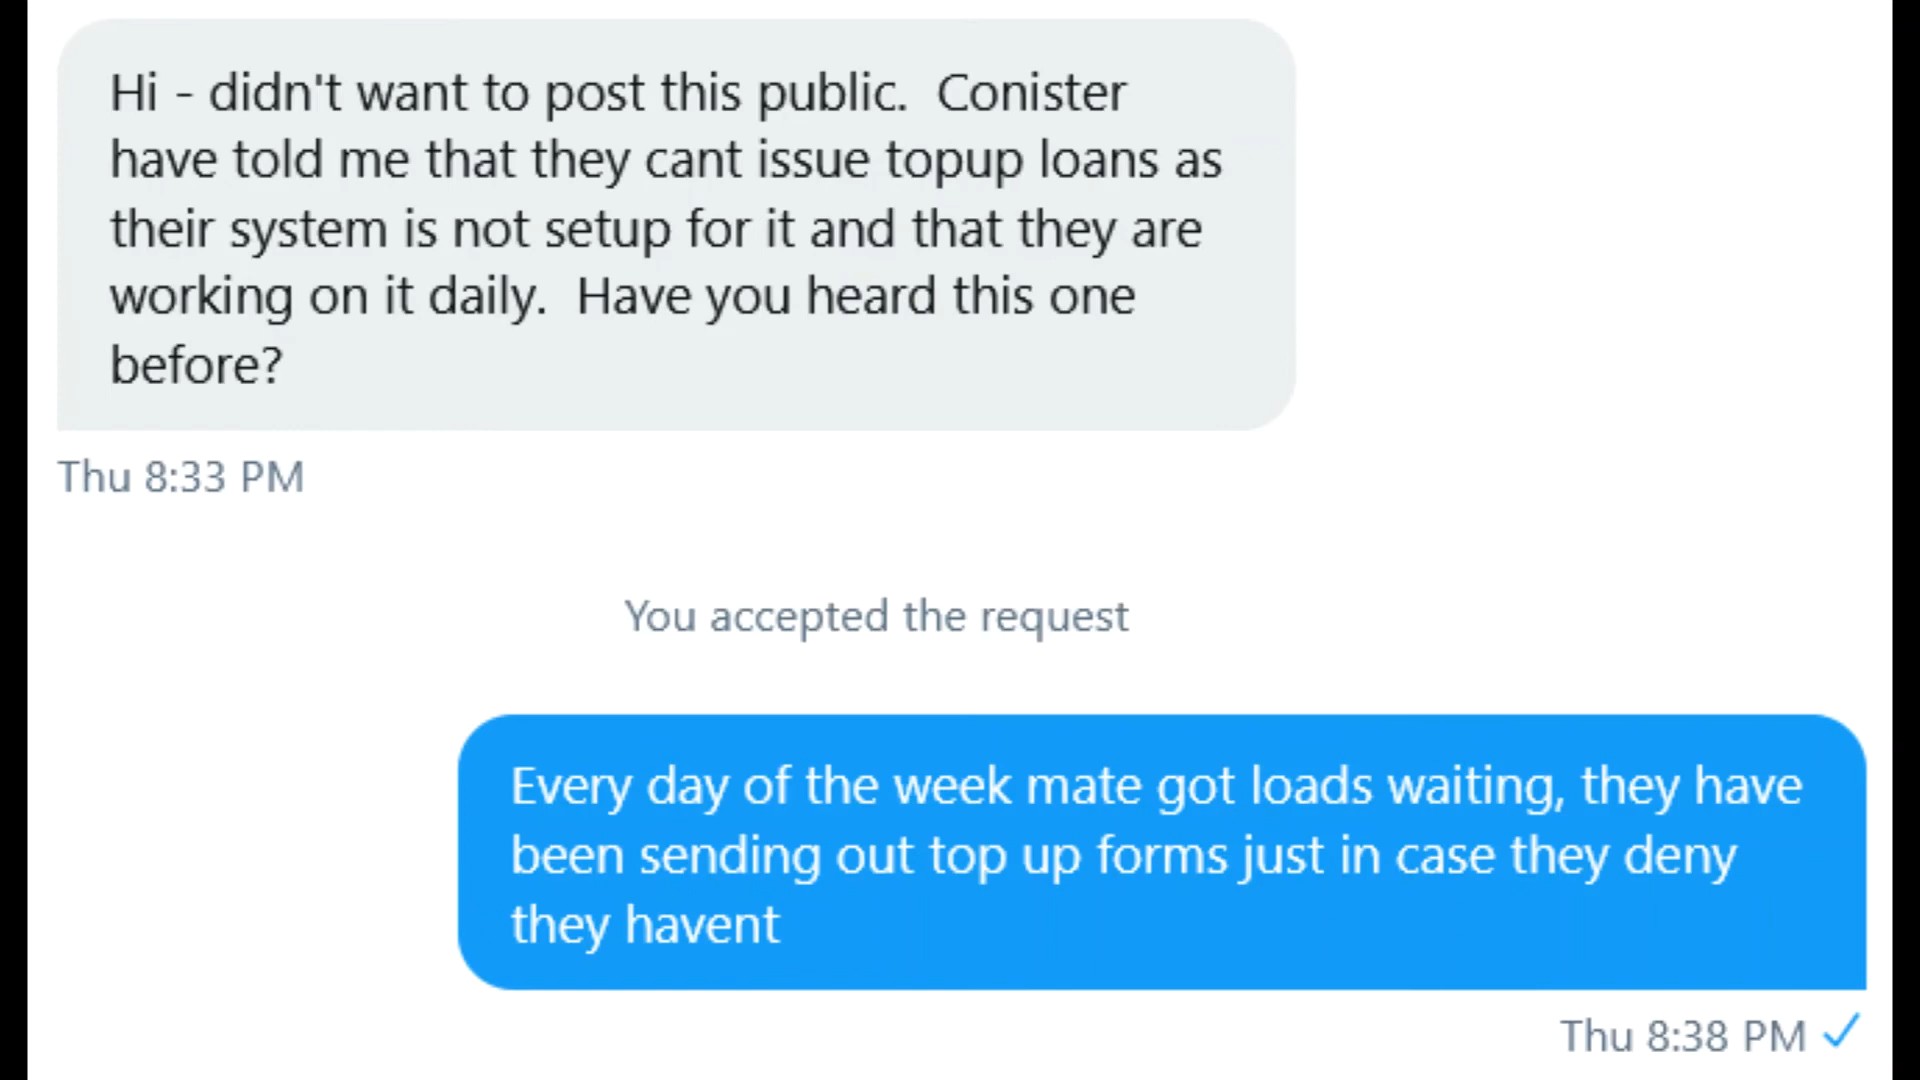 Hi - didn't want to post this public.  Conister
have told me that they cant issue topup loans as
their system is not setup for it and that they are
working on it daily.  Have you heard this one
before?
Thu 8:33 PM
You accepted the request
Every day of the week mate got loads waiting, they have
been sending out top up forms just in case they deny
they havent
Thu 8:38 PM